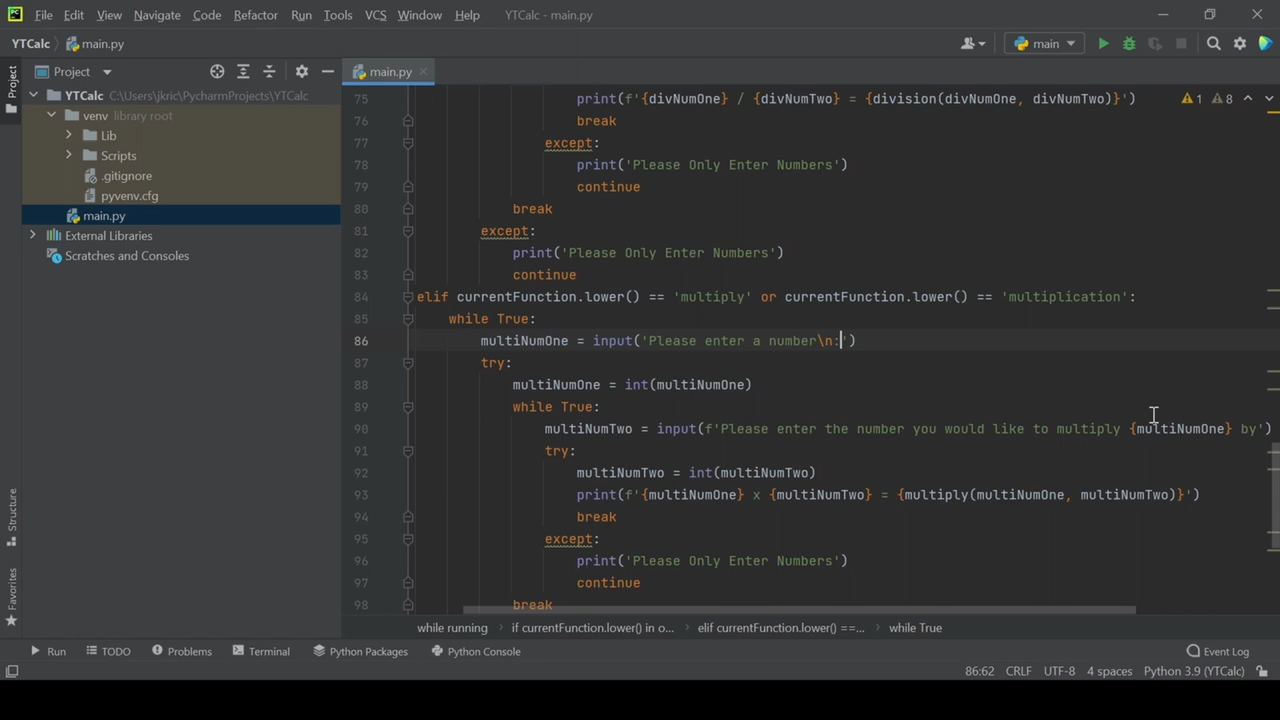 PC File Edit View Navigate Code Refactor Run Tools VCS Window Help YTCalc - main.py
YTCalc main.py main
Project main.py
YTCalc C:\Users\jkric\PycharmProjects\YTCalc
venv library root
Lib
Scripts
.gitignore
pyvenv.cfg
main.py
External Libraries
Scratches and Consoles
Project
Structure
Favorites
1 8
75 print(f'{divNumOne} / {divNumTwo} = {division(divNumOne, divNumTwo)}')
76 break
77 except:
78 print('Please Only Enter Numbers')
79 continue
80 break
81 except:
82 print('Please Only Enter Numbers')
83 continue
84 elif currentFunction.lower() == 'multiply' or currentFunction.lower() == 'multiplication':
85 while True:
86 multiNumOne = input('Please enter a number\n:')
87 try:
88 multiNumOne = int(multiNumOne)
89 while True:
90 multiNumTwo = input(f'Please enter the number you would like to multiply {multiNumOne} by')
91 try:
92 multiNumTwo = int(multiNumTwo)
93 print(f'{multiNumOne} x {multiNumTwo} = {multiply(multiNumOne, multiNumTwo)}')
94 break
95 except:
96 print('Please Only Enter Numbers')
97 continue
98 break
while running if currentFunction.lower() in o... elif currentFunction.lower() ==... while True
Run TODO Problems Terminal Python Packages Python Console Event Log
86:62 CRLF UTF-8 4 spaces Python 3.9 (YTCalc)